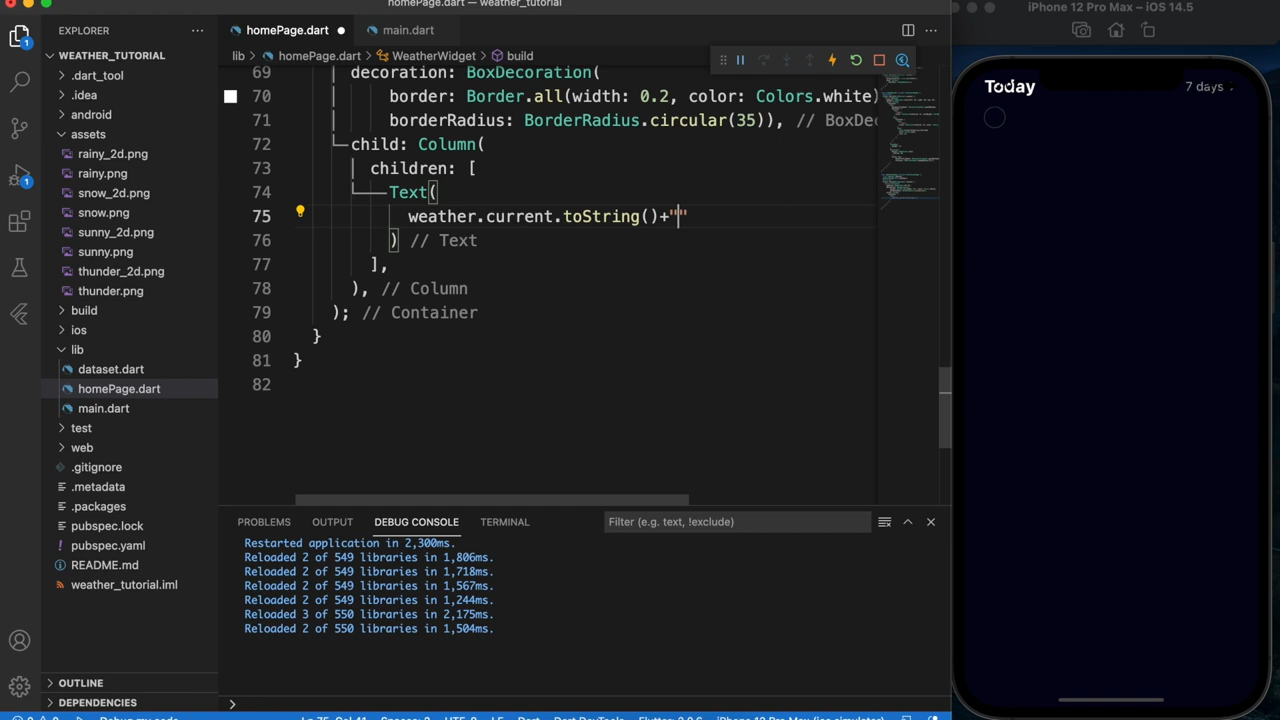 homePage.dart — weather_tutorial
iPhone 12 Pro Max – iOS 14.5
EXPLORER
homePage.dart
main.dart
WEATHER_TUTORIAL
lib > homePage.dart > WeatherWidget > build
.dart_tool
.idea
android
assets
rainy_2d.png
rainy.png
snow_2d.png
snow.png
sunny_2d.png
sunny.png
thunder_2d.png
thunder.png
build
ios
lib
dataset.dart
homePage.dart
main.dart
test
web
.gitignore
.metadata
.packages
pubspec.lock
pubspec.yaml
README.md
weather_tutorial.iml
OUTLINE
DEPENDENCIES
1
1
69 decoration: BoxDecoration(
70 border: Border.all(width: 0.2, color: Colors.white)
71 borderRadius: BorderRadius.circular(35)), // BoxDec
72 child: Column(
73 children: [
74 Text(
75 weather.current.toString()+""
76 ) // Text
77 ],
78 ), // Column
79 ); // Container
80 }
81 }
82
PROBLEMS OUTPUT DEBUG CONSOLE TERMINAL
Filter (e.g. text, !exclude)
Restarted application in 2,300ms.
Reloaded 2 of 549 libraries in 1,806ms.
Reloaded 2 of 549 libraries in 1,718ms.
Reloaded 2 of 549 libraries in 1,567ms.
Reloaded 2 of 549 libraries in 1,244ms.
Reloaded 3 of 550 libraries in 2,175ms.
Reloaded 2 of 550 libraries in 1,504ms.
Today
7 days